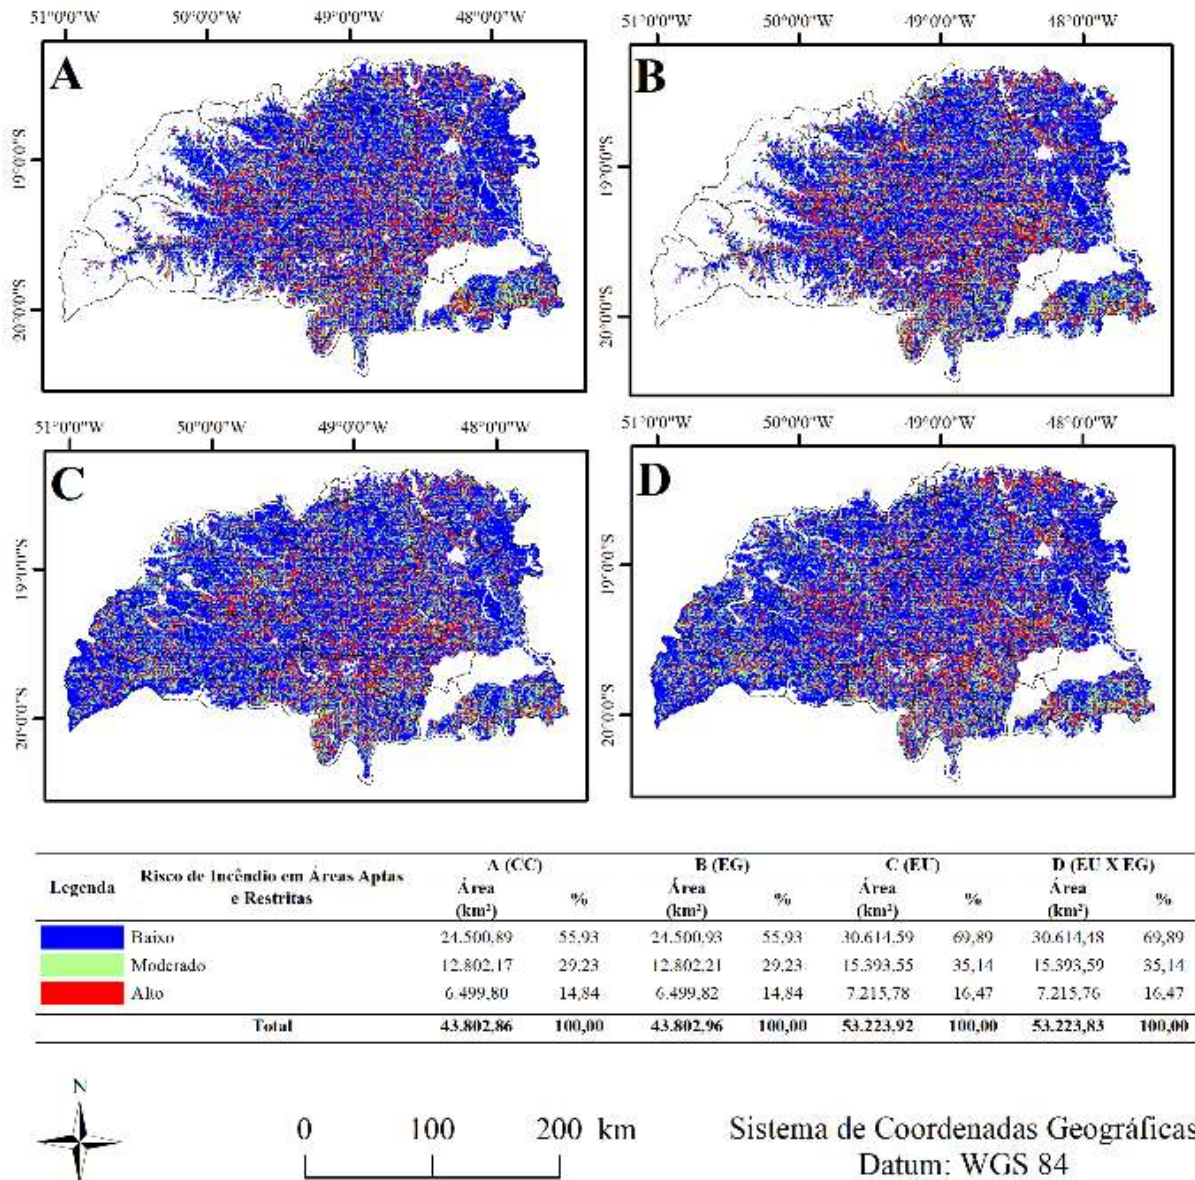 51°0'0"W 50°0'0"W 49°0'0"W 48°0'0"W
51°0'0"W 50°0'0"W 49°0'0"W 48°0'0"W
A
B
19°0'0"S
20°0'0"S
19°0'0"S
20°0'0"S
51°0'0"W 50°0'0"W 49°0'0"W 48°0'0"W
51°0'0"W 50°0'0"W 49°0'0"W 48°0'0"W
C
D
19°0'0"S
20°0'0"S
19°0'0"S
20°0'0"S
Legenda Risco de Incêndio em Áreas Aptas e Restritas A (CC) B (EG) C (EU) D (EU X EG)
Área (km²) % Área (km²) % Área (km²) % Área (km²) %
Baixo 24.500,89 55,93 24.500,93 55,93 30.614,59 69,89 30.614,48 69,89
Moderado 12.802,17 29,23 12.802,21 29,23 15.393,55 35,14 15.393,59 35,14
Alto 6.499,80 14,84 6.499,82 14,84 7.215,78 16,47 7.215,76 16,47
Total 43.802,86 100,00 43.802,96 100,00 53.223,92 100,00 53.223,83 100,00
N
0 100 200 km
Sistema de Coordenadas Geográficas
Datum: WGS 84